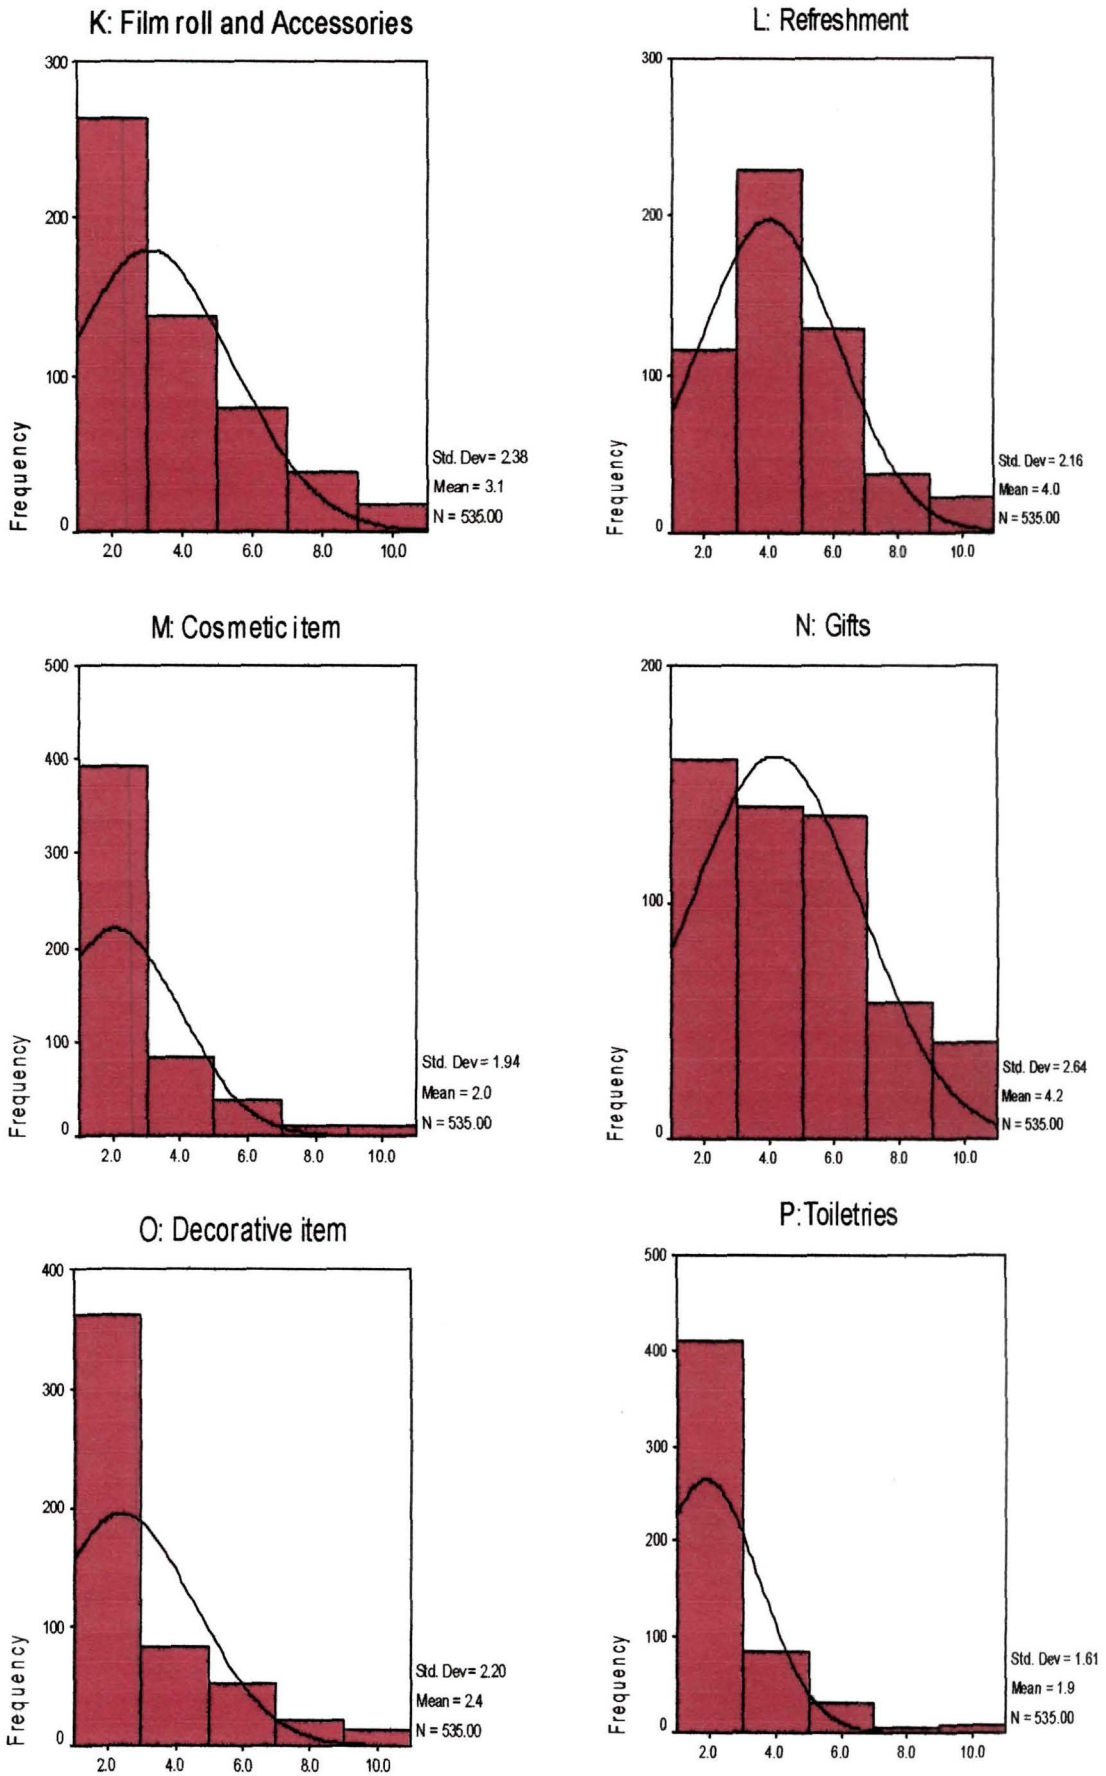 K: Film roll and Accessories
300
200
100
0
Frequency
2.0 4.0 6.0 8.0 10.0
Std. Dev = 2.38
Mean = 3.1
N = 535.00
L: Refreshment
300
200
100
0
Frequency
2.0 4.0 6.0 8.0 10.0
Std. Dev = 2.16
Mean = 4.0
N = 535.00
M: Cosmetic item
500
400
300
200
100
0
Frequency
2.0 4.0 6.0 8.0 10.0
Std. Dev = 1.94
Mean = 2.0
N = 535.00
N: Gifts
200
100
0
Frequency
2.0 4.0 6.0 8.0 10.0
Std. Dev = 2.64
Mean = 4.2
N = 535.00
O: Decorative item
400
300
200
100
0
Frequency
2.0 4.0 6.0 8.0 10.0
Std. Dev = 2.20
Mean = 2.4
N = 535.00
P: Toiletries
500
400
300
200
100
0
Frequency
2.0 4.0 6.0 8.0 10.0
Std. Dev = 1.61
Mean = 1.9
N = 535.00